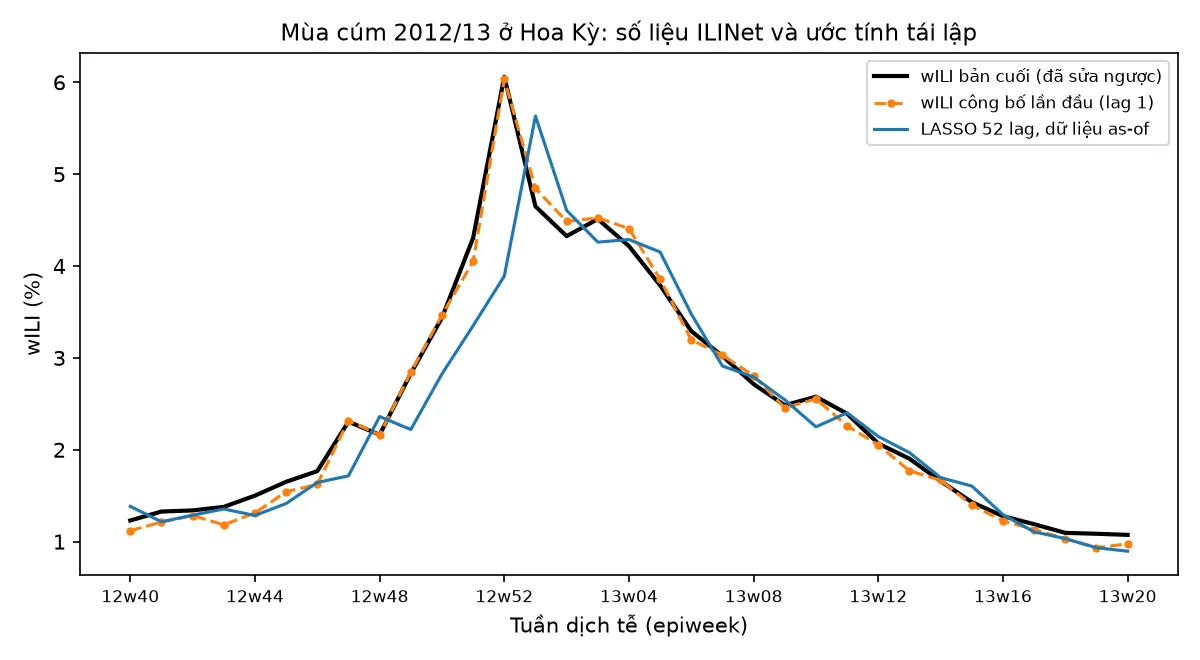 Mùa cúm 2012/13 ở Hoa Kỳ: số liệu ILINet và ước tính tái lập
wILI bản cuối (đã sửa ngược)
wILI công bố lần đầu (lag 1)
LASSO 52 lag, dữ liệu as-of
wILI (%)
6
5
4
3
2
1
12w40 12w44 12w48 12w52 13w04 13w08 13w12 13w16 13w20
Tuần dịch tễ (epiweek)